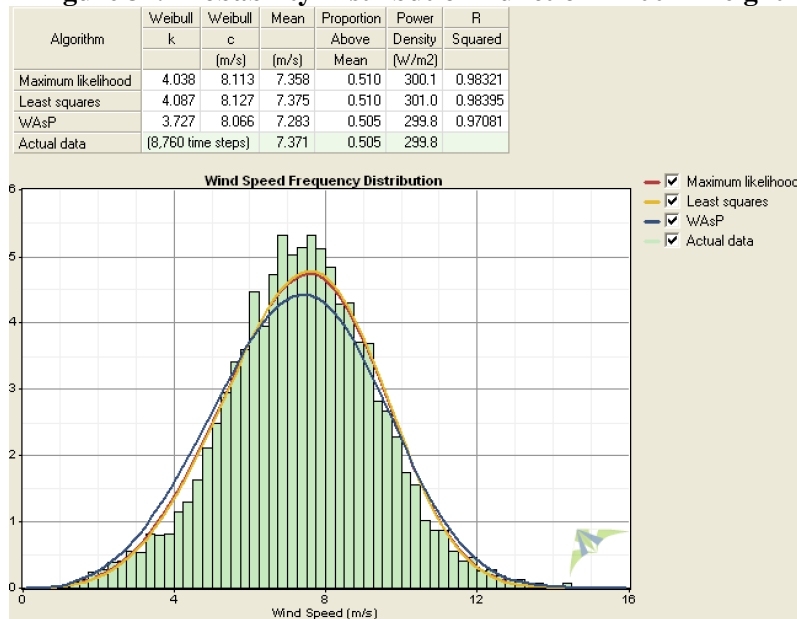 Probability Distribution Function
Algorithm Weibull k Weibull c (m/s) Mean (m/s) Proportion Above Mean Power Density (W/m2) R Squared
Maximum likelihood 4.038 8.113 7.358 0.510 300.1 0.98321
Least squares 4.087 8.127 7.375 0.510 301.0 0.98395
WAsP 3.727 8.066 7.283 0.505 299.8 0.97081
Actual data (8,760 time steps) 7.371 0.505 299.8
Wind Speed Frequency Distribution
Maximum likelihood
Least squares
WAsP
Actual data
6
5
4
3
2
1
0
0 4 8 12 16
Wind Speed (m/s)